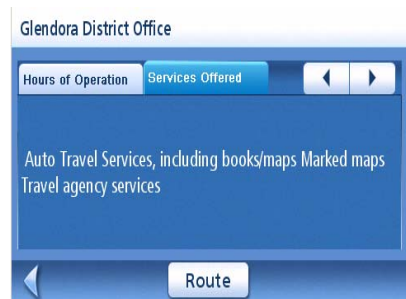 Glendora District Office
Hours of Operation Services Offered
Auto Travel Services, including books/maps Marked maps
Travel agency services
Route